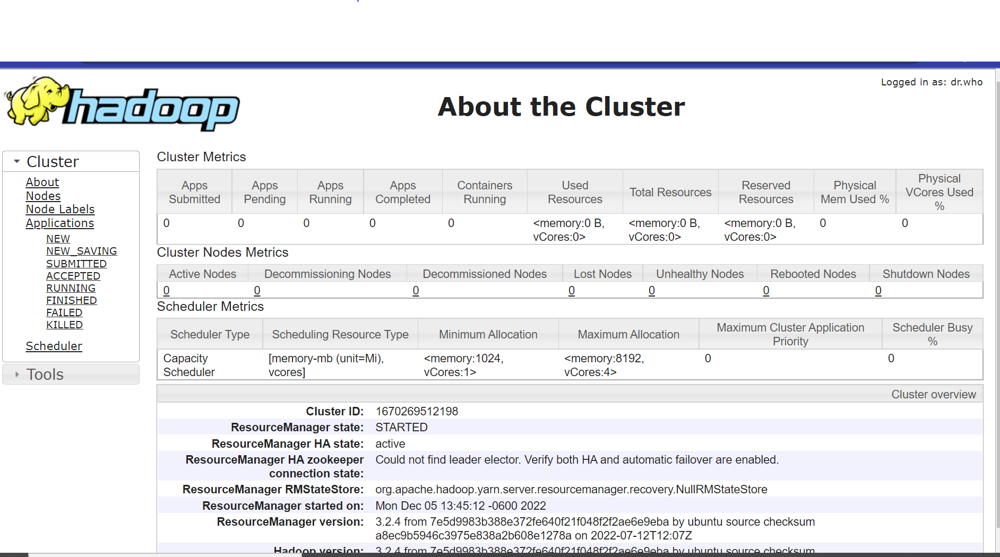 hadoop
Logged in as: dr.who
About the Cluster
Cluster
About
Nodes
Node Labels
Applications
NEW
NEW_SAVING
SUBMITTED
ACCEPTED
RUNNING
FINISHED
FAILED
KILLED
Scheduler
Tools
Cluster Metrics
Apps Submitted Apps Pending Apps Running Apps Completed Containers Running Used Resources Total Resources Reserved Resources Physical Mem Used % Physical VCores Used %
0 0 0 0 0 <memory:0 B, vCores:0> <memory:0 B, vCores:0> <memory:0 B, vCores:0> 0 0
Cluster Nodes Metrics
Active Nodes Decommissioning Nodes Decommissioned Nodes Lost Nodes Unhealthy Nodes Rebooted Nodes Shutdown Nodes
0 0 0 0 0 0 0
Scheduler Metrics
Scheduler Type Scheduling Resource Type Minimum Allocation Maximum Allocation Maximum Cluster Application Priority Scheduler Busy %
Capacity Scheduler [memory-mb (unit=Mi), vcores] <memory:1024, vCores:1> <memory:8192, vCores:4> 0 0
Cluster overview
Cluster ID: 1670269512198
ResourceManager state: STARTED
ResourceManager HA state: active
ResourceManager HA zookeeper connection state: Could not find leader elector. Verify both HA and automatic failover are enabled.
ResourceManager RMStateStore: org.apache.hadoop.yarn.server.resourcemanager.recovery.NullRMStateStore
ResourceManager started on: Mon Dec 05 13:45:12 -0600 2022
ResourceManager version: 3.2.4 from 7e5d9983b388e372fe640f21f048f2f2ae6e9eba by ubuntu source checksum
a8ec9b5946c3975e838a2b608e1278a on 2022-07-12T12:07Z
Hadoop version: 3.2.4 from 7e5d9983b388e372fe640f21f048f2f2ae6e9eba by ubuntu source checksum